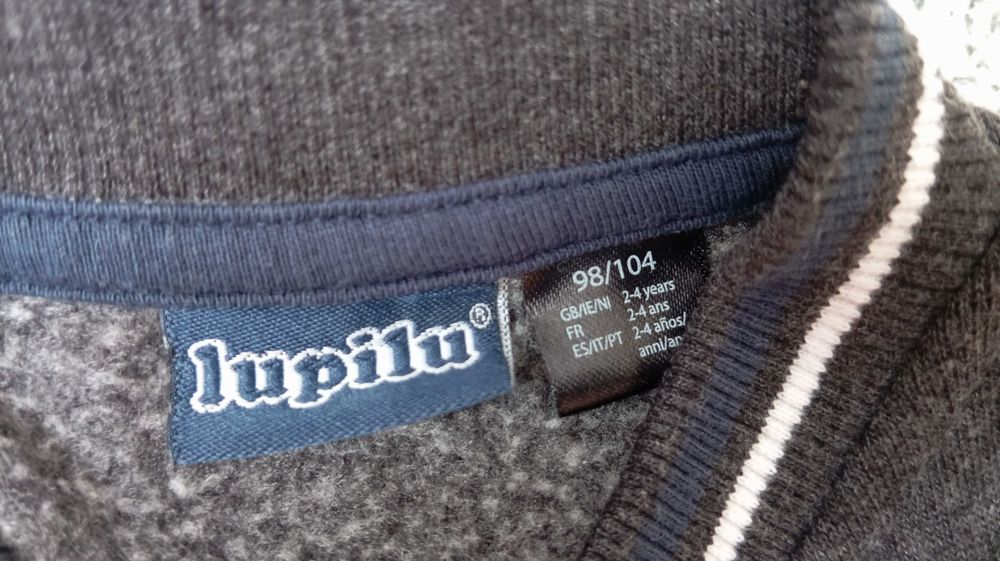 lupilu®
98/104
GB/IE/NI 2-4 years
FR 2-4 ans
ES/IT/PT 2-4 años/
anni/